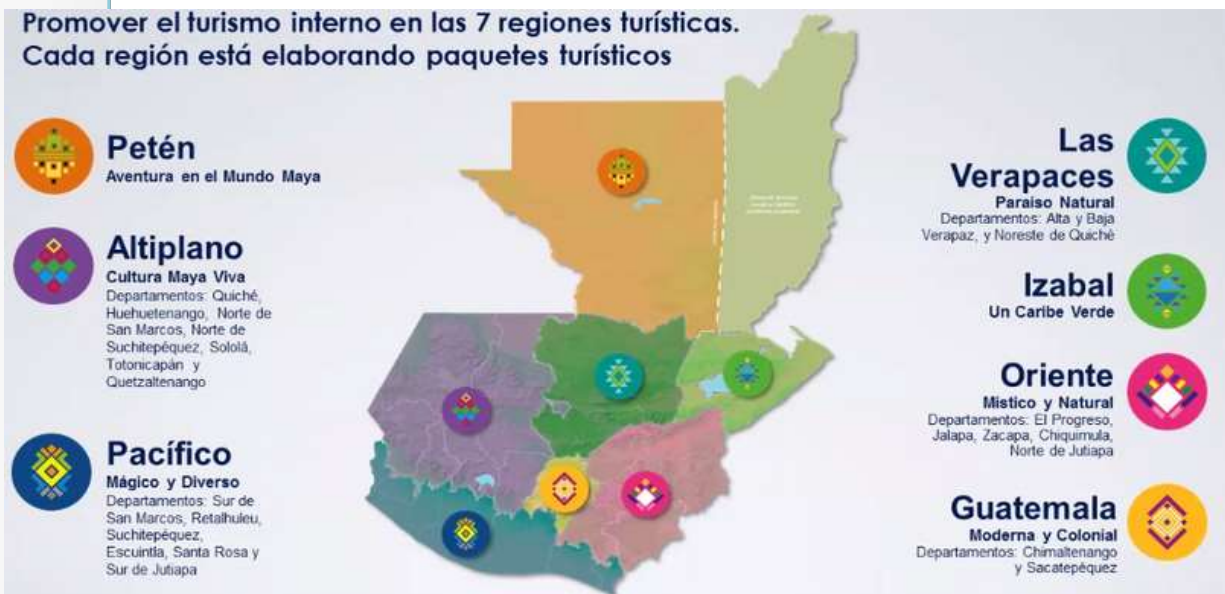 Promover el turismo interno en las 7 regiones turísticas.
Cada región está elaborando paquetes turísticos
Petén
Aventura en el Mundo Maya
Altiplano
Cultura Maya Viva
Departamentos: Quiché,
Huehuetenango, Norte de
San Marcos, Norte de
Suchitepéquez, Sololá,
Totonicapán y
Quetzaltenango
Pacífico
Mágico y Diverso
Departamentos: Sur de
San Marcos, Retalhuleu,
Suchitepéquez,
Escuintla, Santa Rosa y
Sur de Jutiapa
Las
Verapaces
Paraiso Natural
Departamentos: Alta y Baja
Verapaz, y Noreste de Quiché
Izabal
Un Caribe Verde
Oriente
Mistico y Natural
Departamentos: El Progreso,
Jalapa, Zacapa, Chiquimula,
Norte de Jutiapa
Guatemala
Moderna y Colonial
Departamentos: Chimaltenango
y Sacatepéquez